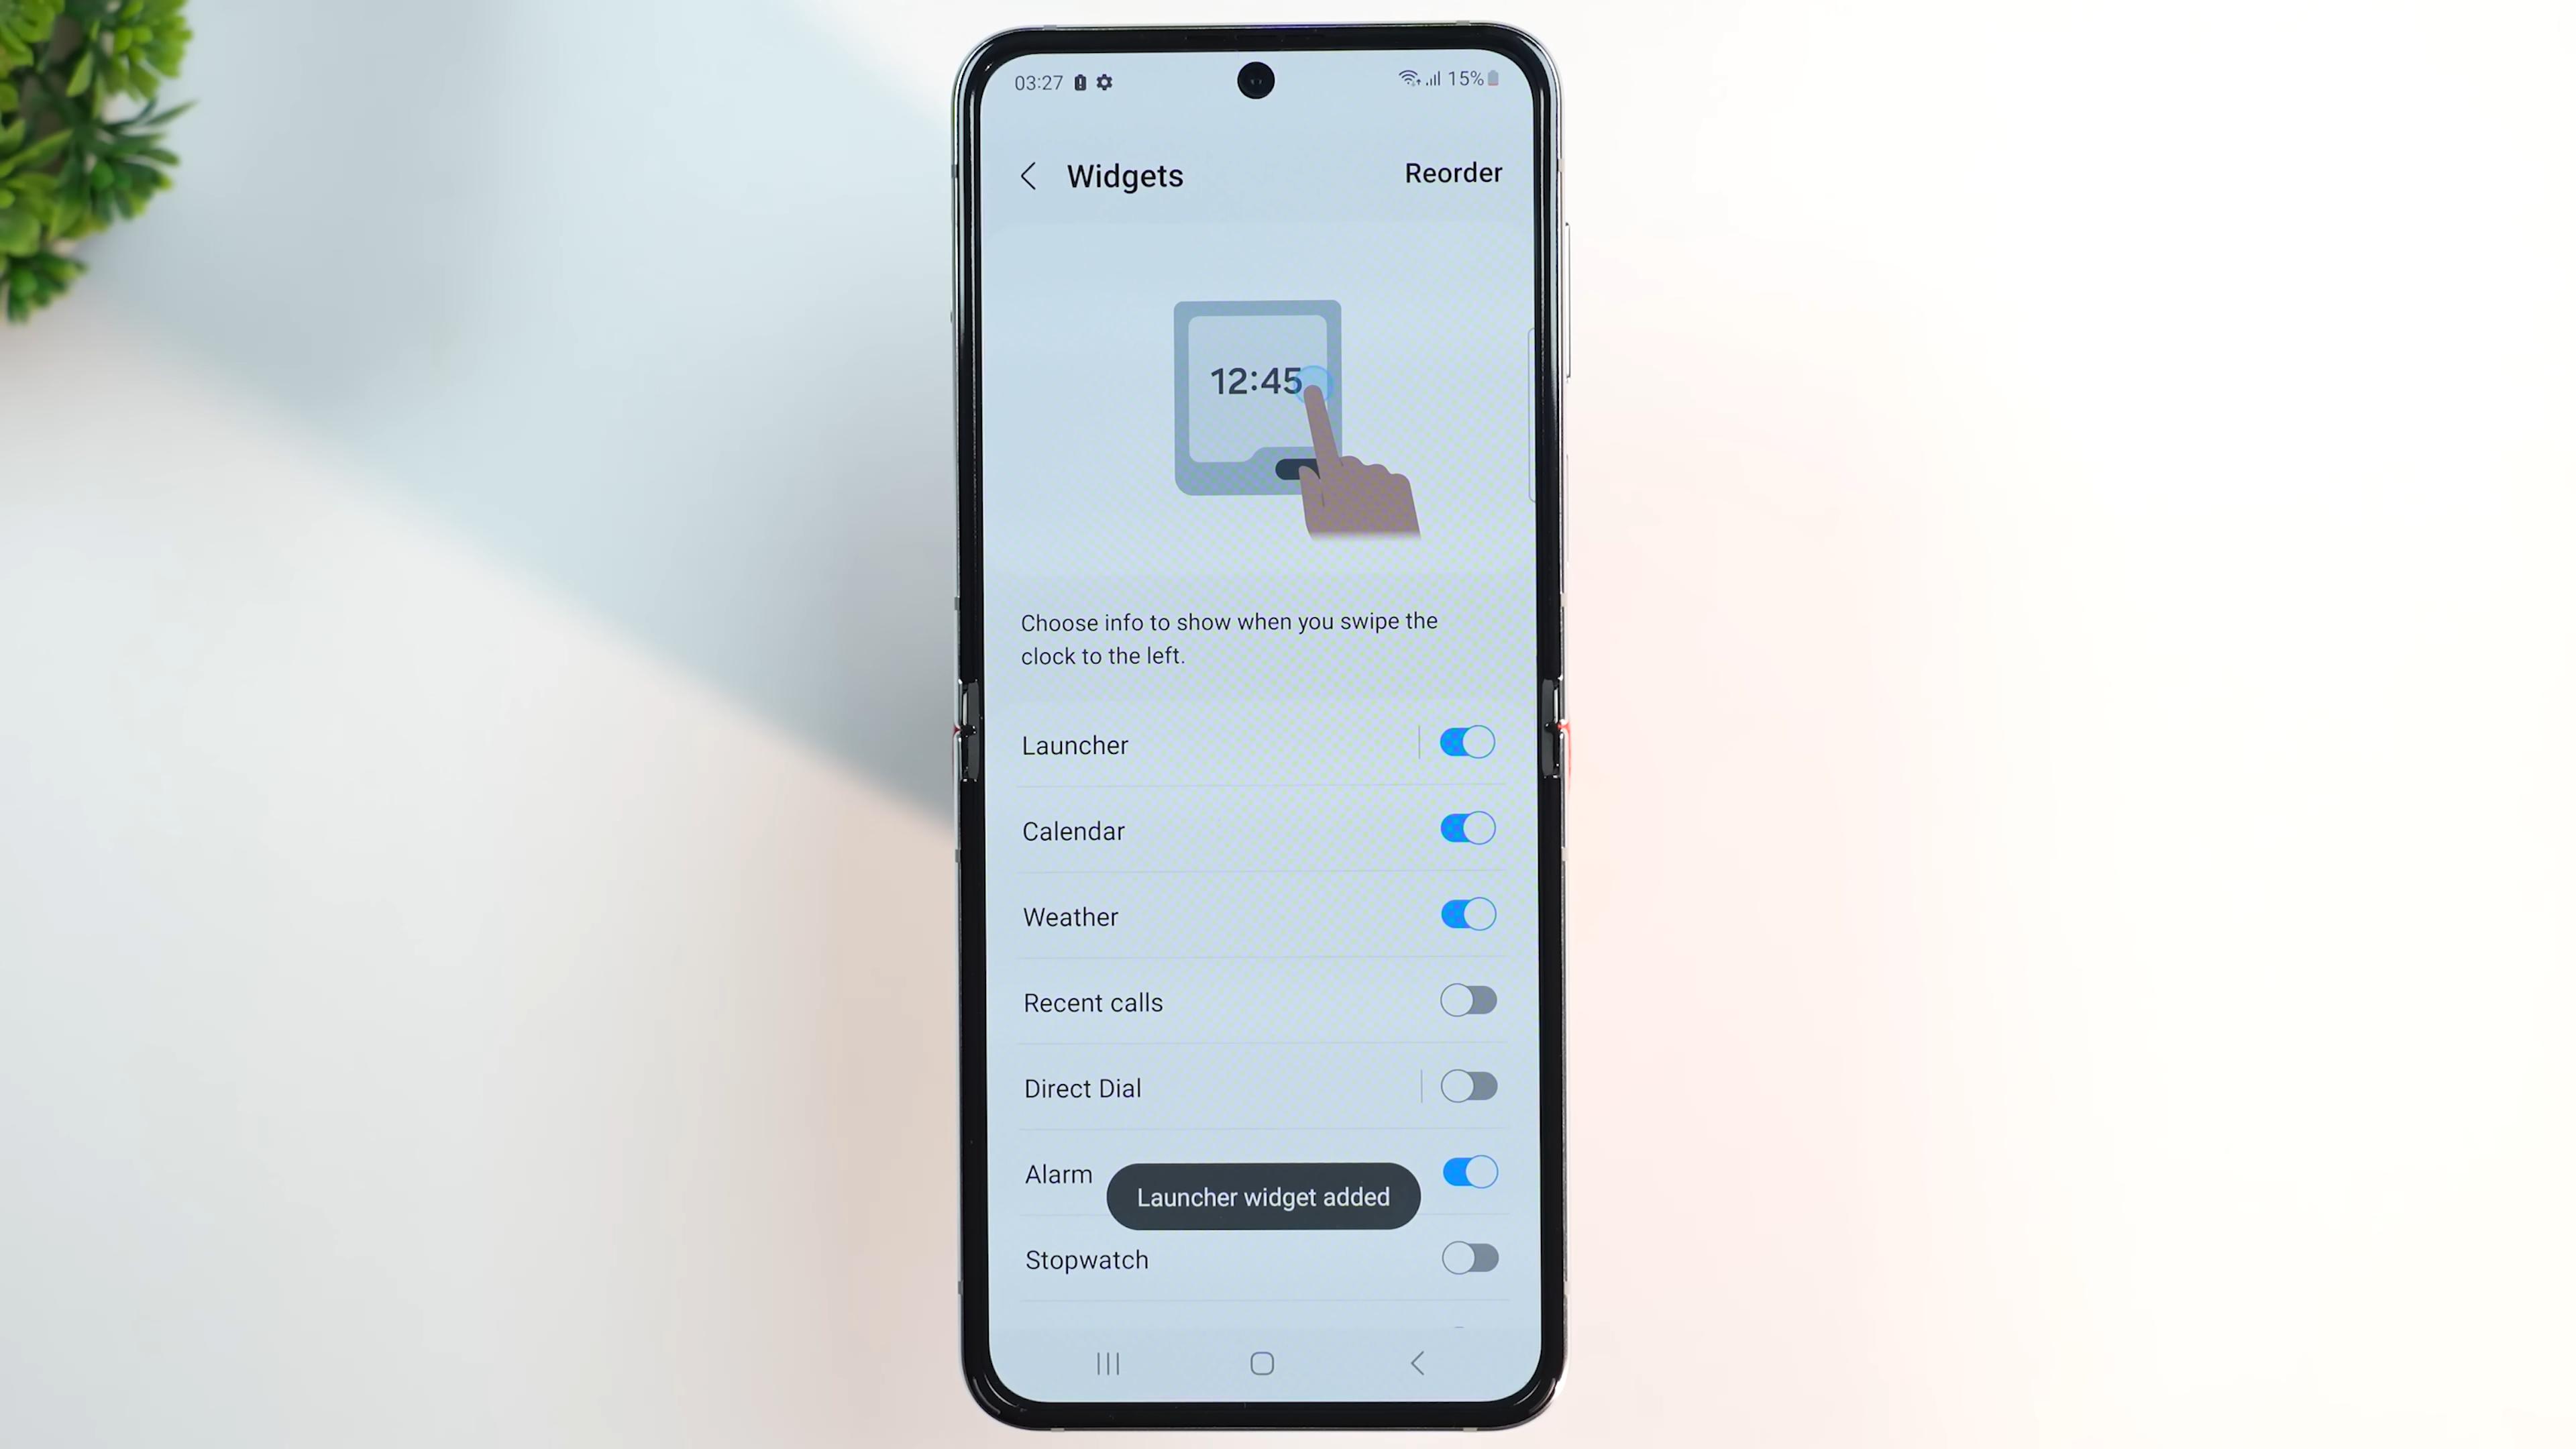 03:27
15%
Widgets
Reorder
12:45
Choose info to show when you swipe the
clock to the left.
Launcher
Calendar
Weather
Recent calls
Direct Dial
Alarm
Launcher widget added
Stopwatch